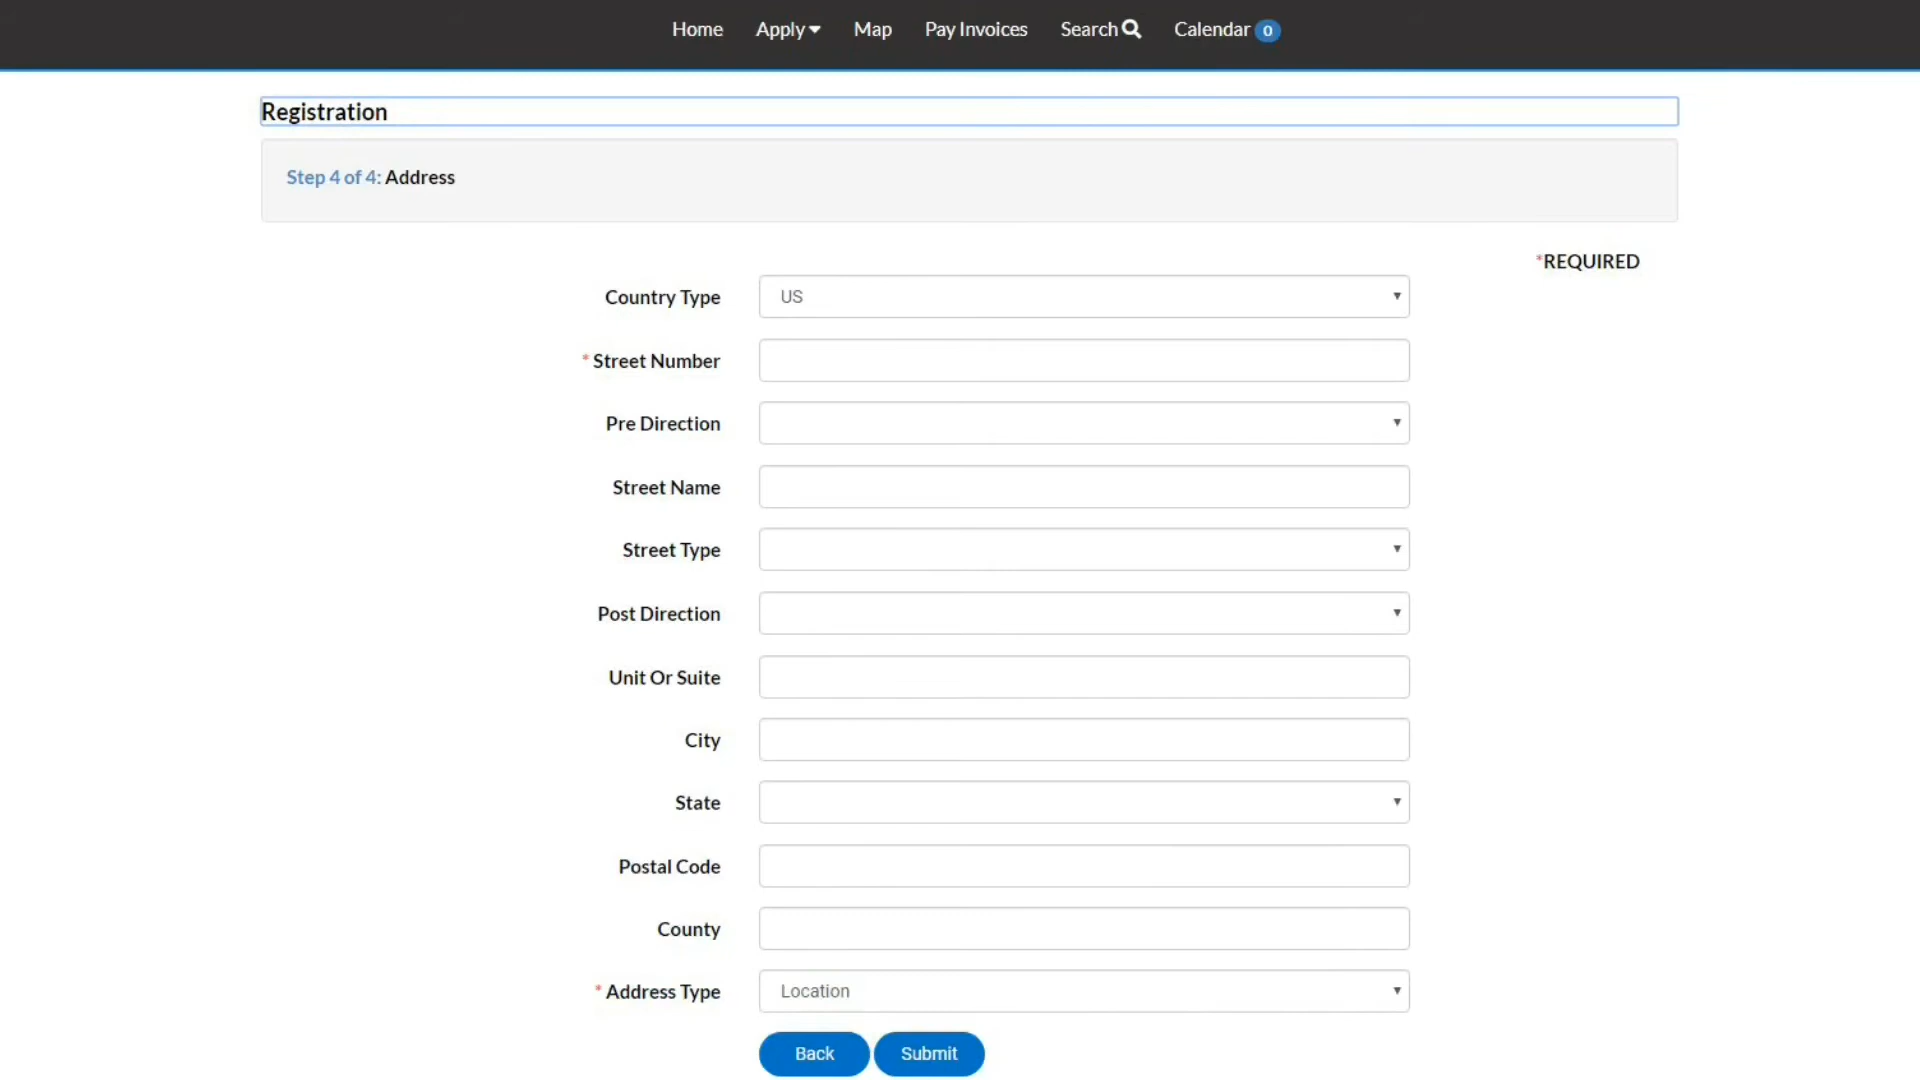 Home Apply Map Pay Invoices Search Calendar 0
Registration
Step 4 of 4: Address
*REQUIRED
Country Type US
* Street Number
Pre Direction
Street Name
Street Type
Post Direction
Unit Or Suite
City
State
Postal Code
County
* Address Type Location
Back Submit